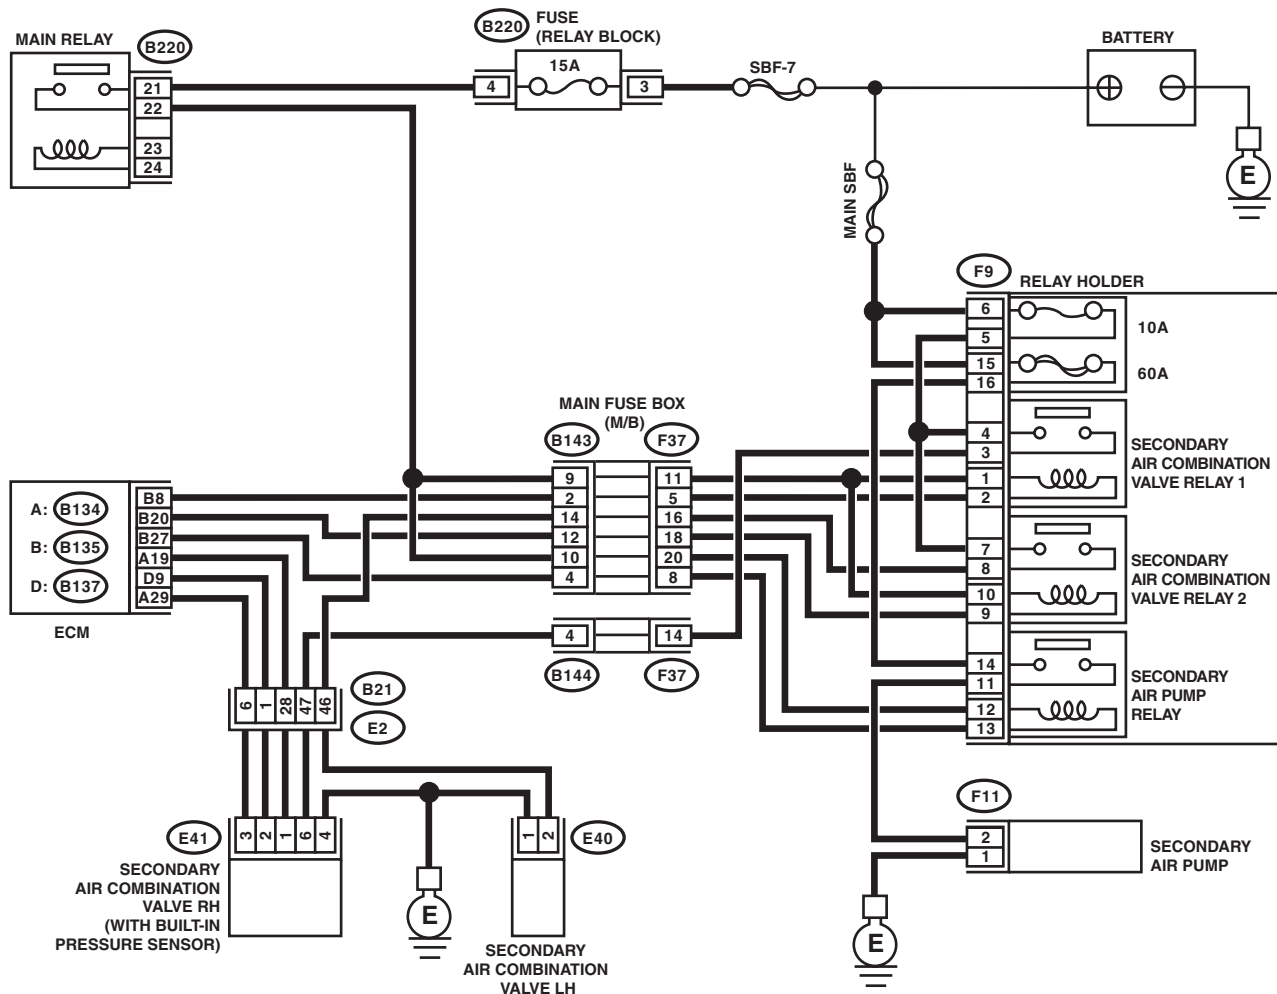 MAIN RELAY
B220
21
22
23
24
B220
FUSE
(RELAY BLOCK)
15A
4
3
SBF-7
BATTERY
E
MAIN SBF
F9
RELAY HOLDER
6
5
15
16
4
3
1
2
7
8
10
9
14
11
12
13
10A
60A
SECONDARY
AIR COMBINATION
VALVE RELAY 1
SECONDARY
AIR COMBINATION
VALVE RELAY 2
SECONDARY
AIR PUMP
RELAY
MAIN FUSE BOX
(M/B)
B143
F37
9
2
14
12
10
4
11
5
16
18
20
8
4
14
B144
F37
A: B134
B: B135
D: B137
ECM
B8
B20
B27
A19
D9
A29
6
1
28
47
46
B21
E2
E41
3
2
1
6
4
SECONDARY
AIR COMBINATION
VALVE RH
(WITH BUILT-IN
PRESSURE SENSOR)
E
1
2
E40
SECONDARY
AIR COMBINATION
VALVE LH
F11
2
1
SECONDARY
AIR PUMP
E